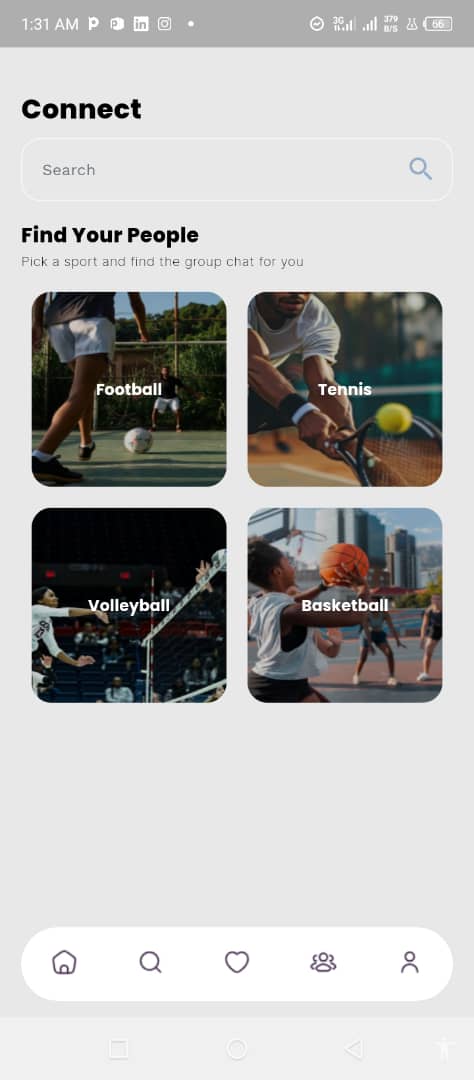 1:31 AM
3G
379
B/S
66
Connect
Search
Find Your People
Pick a sport and find the group chat for you
Football
Tennis
Volleyball
Basketball